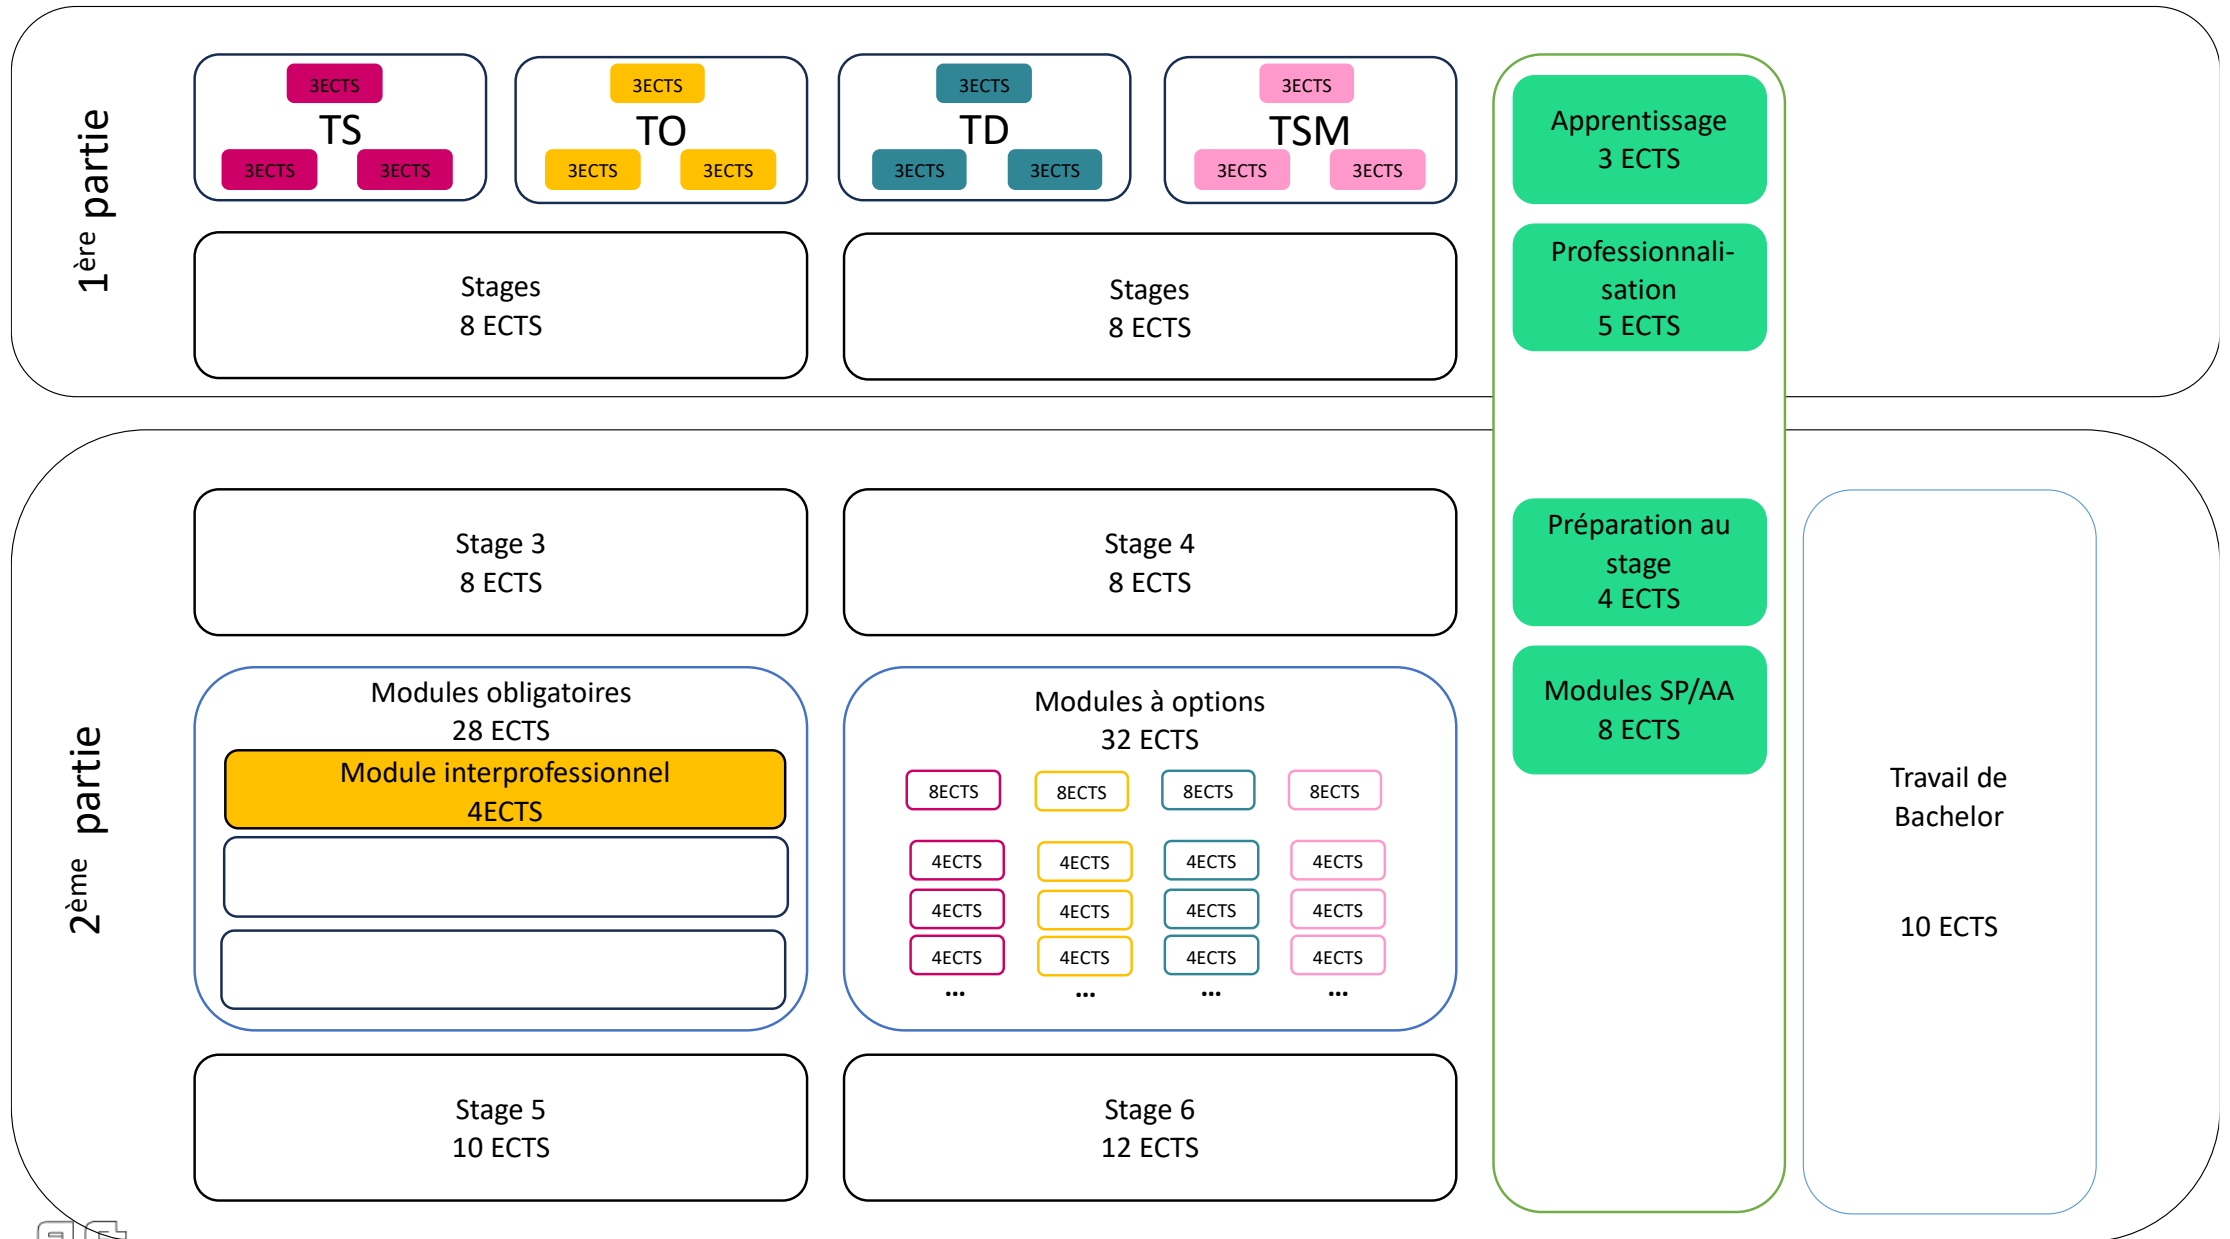 1ère partie
3ECTS
TS
3ECTS 3ECTS
3ECTS
TO
3ECTS 3ECTS
3ECTS
TD
3ECTS 3ECTS
3ECTS
TSM
3ECTS 3ECTS
Apprentissage
3 ECTS
Stages
8 ECTS
Stages
8 ECTS
Professionnali-
sation
5 ECTS
2ème partie
Stage 3
8 ECTS
Stage 4
8 ECTS
Préparation au
stage
4 ECTS
Modules obligatoires
28 ECTS
Module interprofessionnel
4ECTS
Modules à options
32 ECTS
8ECTS 8ECTS 8ECTS 8ECTS
4ECTS 4ECTS 4ECTS 4ECTS
4ECTS 4ECTS 4ECTS 4ECTS
4ECTS 4ECTS 4ECTS 4ECTS
... ... ... ...
Modules SP/AA
8 ECTS
Travail de
Bachelor
10 ECTS
Stage 5
10 ECTS
Stage 6
12 ECTS